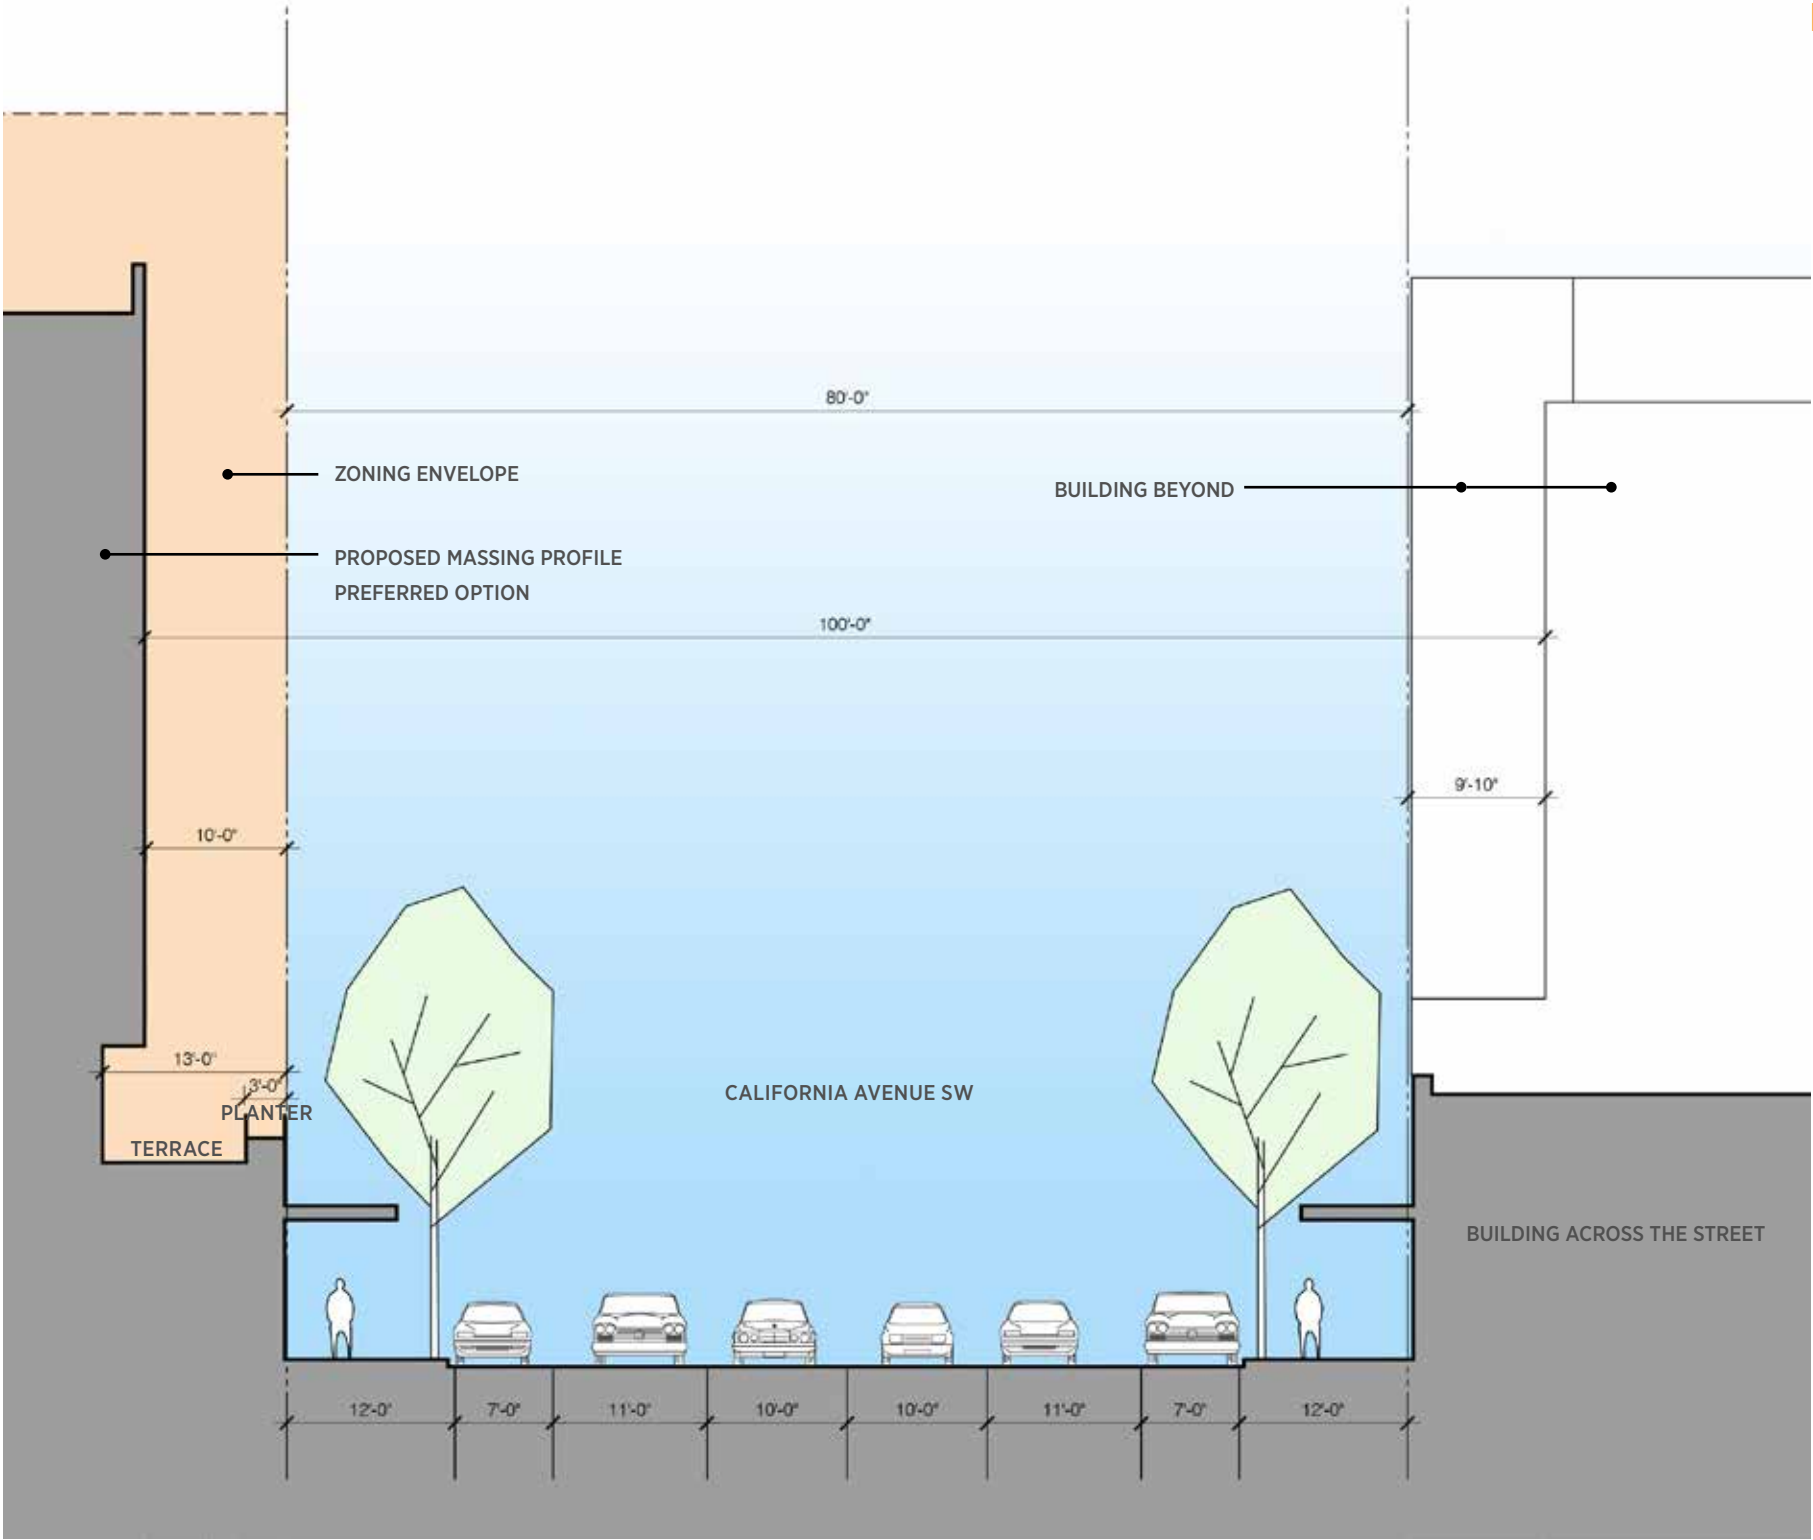 80'-0"
ZONING ENVELOPE
BUILDING BEYOND
PROPOSED MASSING PROFILE
PREFERRED OPTION
100'-0"
9'-10"
10'-0"
13'-0"
3'-0"
PLANTER
CALIFORNIA AVENUE SW
TERRACE
BUILDING ACROSS THE STREET
12'-0" 7'-0" 11'-0" 10'-0" 10'-0" 11'-0" 7'-0" 12'-0"